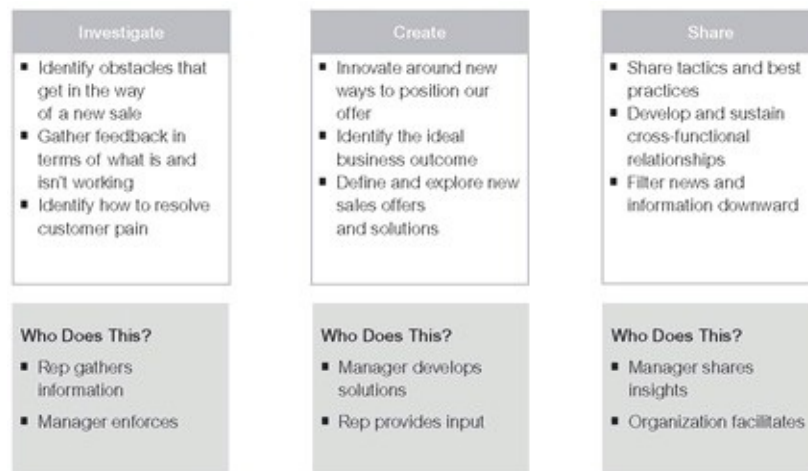 Investigate
■ Identify obstacles that
get in the way
of a new sale
■ Gather feedback in
terms of what is and
isn't working
■ Identify how to resolve
customer pain
Who Does This?
■ Rep gathers
information
■ Manager enforces
Create
■ Innovate around new
ways to position our
offer
■ Identify the ideal
business outcome
■ Define and explore new
sales offers
and solutions
Who Does This?
■ Manager develops
solutions
■ Rep provides input
Share
■ Share tactics and best
practices
■ Develop and sustain
cross-functional
relationships
■ Filter news and
information downward
Who Does This?
■ Manager shares
insights
■ Organization facilitates